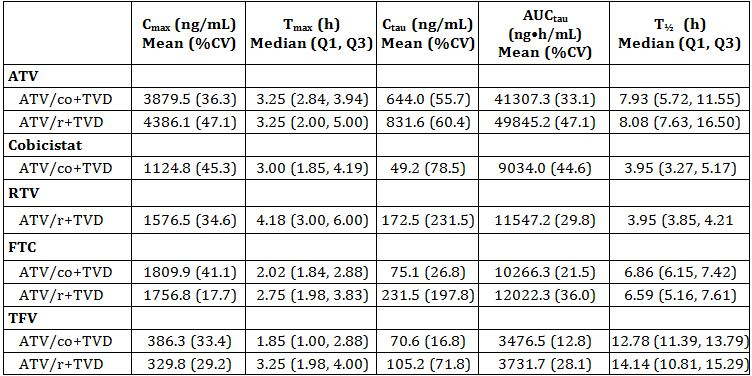 Cmax (ng/mL) Mean (%CV) Tmax (h) Median (Q1, Q3) Ctau (ng/mL) Mean (%CV) AUCtau (ng•h/mL) Mean (%CV) T½ (h) Median (Q1, Q3)
ATV
ATV/co+TVD 3879.5 (36.3) 3.25 (2.84, 3.94) 644.0 (55.7) 41307.3 (33.1) 7.93 (5.72, 11.55)
ATV/r+TVD 4386.1 (47.1) 3.25 (2.00, 5.00) 831.6 (60.4) 49845.2 (47.1) 8.08 (7.63, 16.50)
Cobicistat
ATV/co+TVD 1124.8 (45.3) 3.00 (1.85, 4.19) 49.2 (78.5) 9034.0 (44.6) 3.95 (3.27, 5.17)
RTV
ATV/r+TVD 1576.5 (34.6) 4.18 (3.00, 6.00) 172.5 (231.5) 11547.2 (29.8) 3.95 (3.85, 4.21
FTC
ATV/co+TVD 1809.9 (41.1) 2.02 (1.84, 2.88) 75.1 (26.8) 10266.3 (21.5) 6.86 (6.15, 7.42)
ATV/r+TVD 1756.8 (17.7) 2.75 (1.98, 3.83) 231.5 (197.8) 12022.3 (36.0) 6.59 (5.16, 7.61)
TFV
ATV/co+TVD 386.3 (33.4) 1.85 (1.00, 2.88) 70.6 (16.8) 3476.5 (12.8) 12.78 (11.39, 13.79)
ATV/r+TVD 329.8 (29.2) 3.25 (1.98, 4.00) 105.2 (71.8) 3731.7 (28.1) 14.14 (10.81, 15.29)